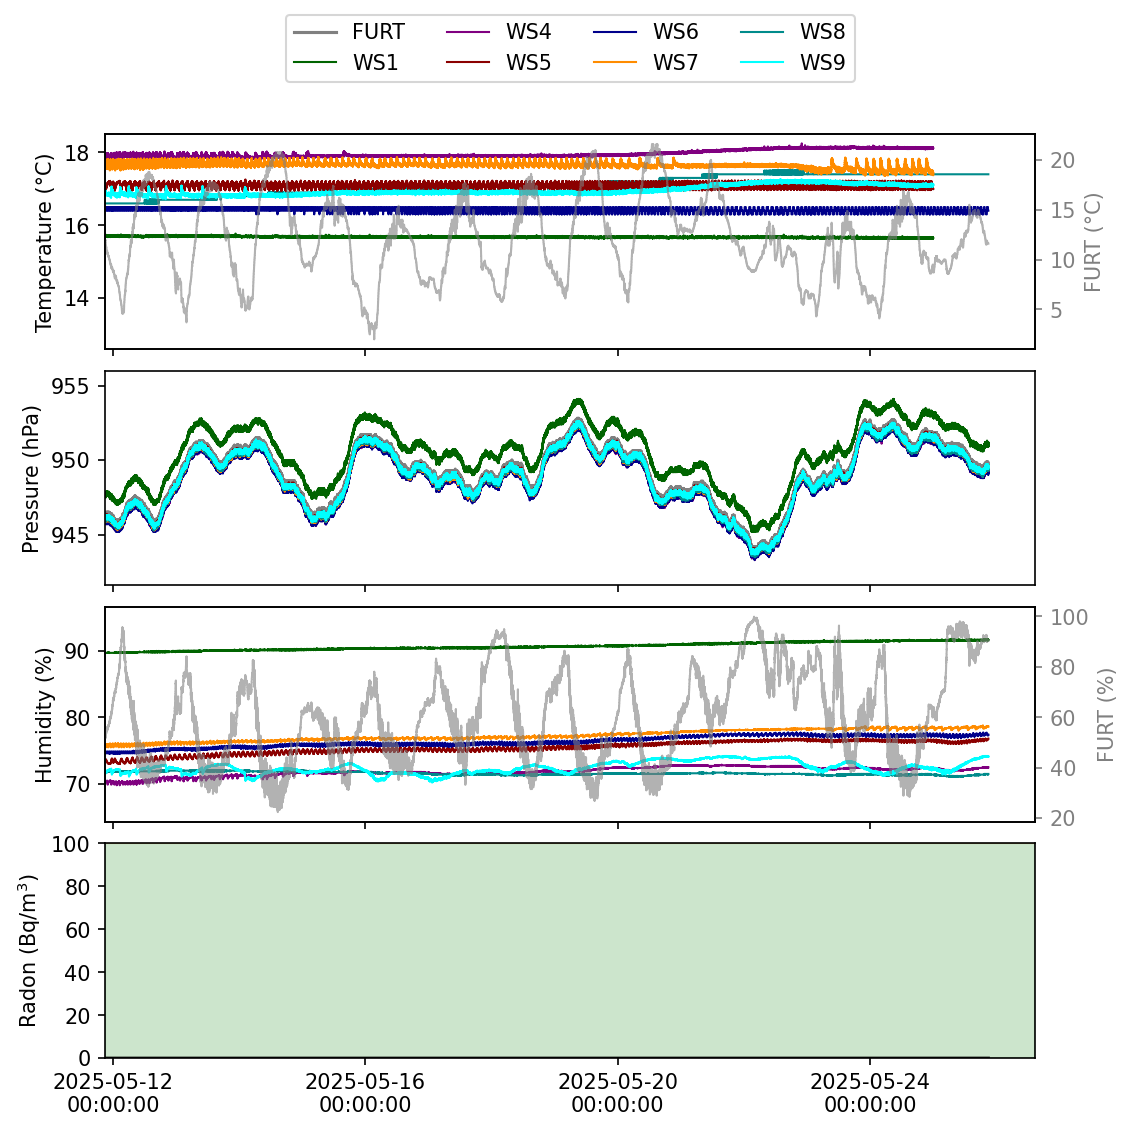 FURT WS4 WS6 WS8
WS1 WS5 WS7 WS9
Temperature (°C)
18
16
14
20
15
10
5
FURT (°C)
Pressure (hPa)
955
950
945
Humidity (%)
90
80
70
100
80
60
40
20
FURT (%)
Radon (Bq/m³)
100
80
60
40
20
0
2025-05-12 2025-05-16 2025-05-20 2025-05-24
00:00:00 00:00:00 00:00:00 00:00:00